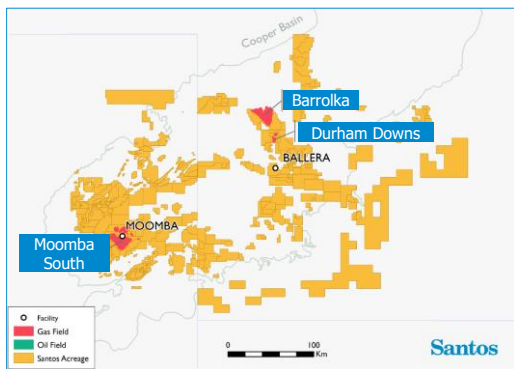 Cooper Basin
Barrolka
Durham Downs
BALLERA
MOOMBA
Moomba
South
Facility
Gas Field
Oil Field
Santos Acreage
0
100
Km
Santos